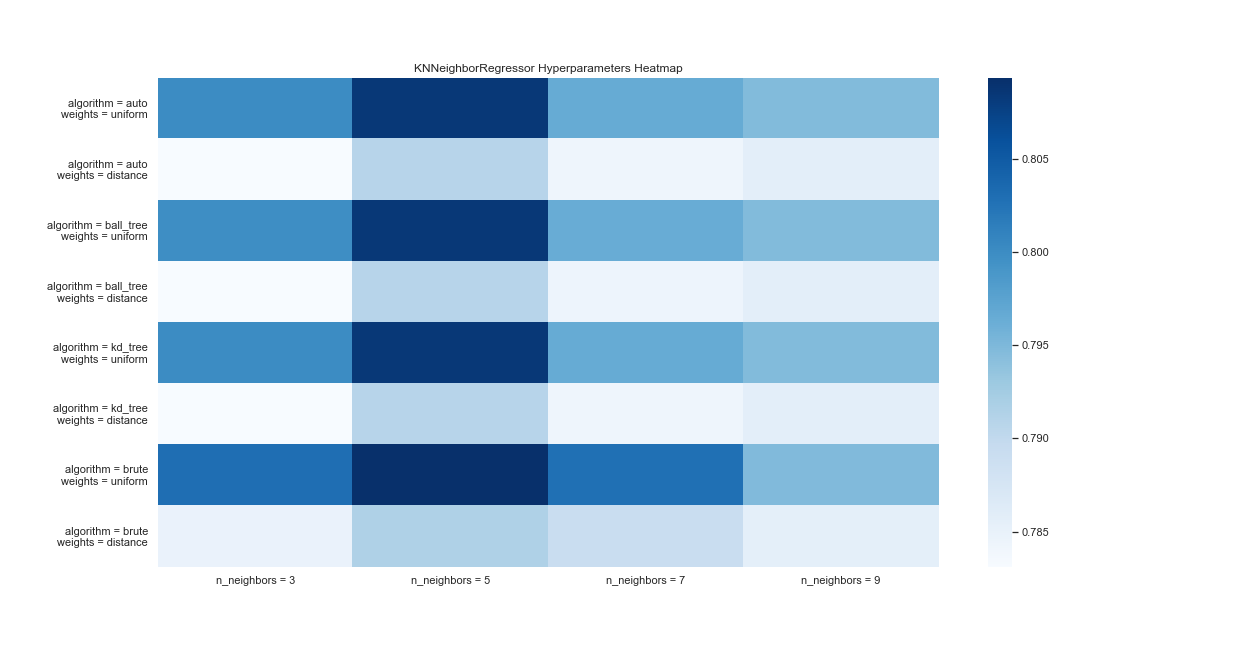 KNNeighborRegressor Hyperparameters Heatmap
algorithm = auto
weights = uniform
algorithm = auto
weights = distance
algorithm = ball_tree
weights = uniform
algorithm = ball_tree
weights = distance
algorithm = kd_tree
weights = uniform
algorithm = kd_tree
weights = distance
algorithm = brute
weights = uniform
algorithm = brute
weights = distance
n_neighbors = 3
n_neighbors = 5
n_neighbors = 7
n_neighbors = 9
0.805
0.800
0.795
0.790
0.785